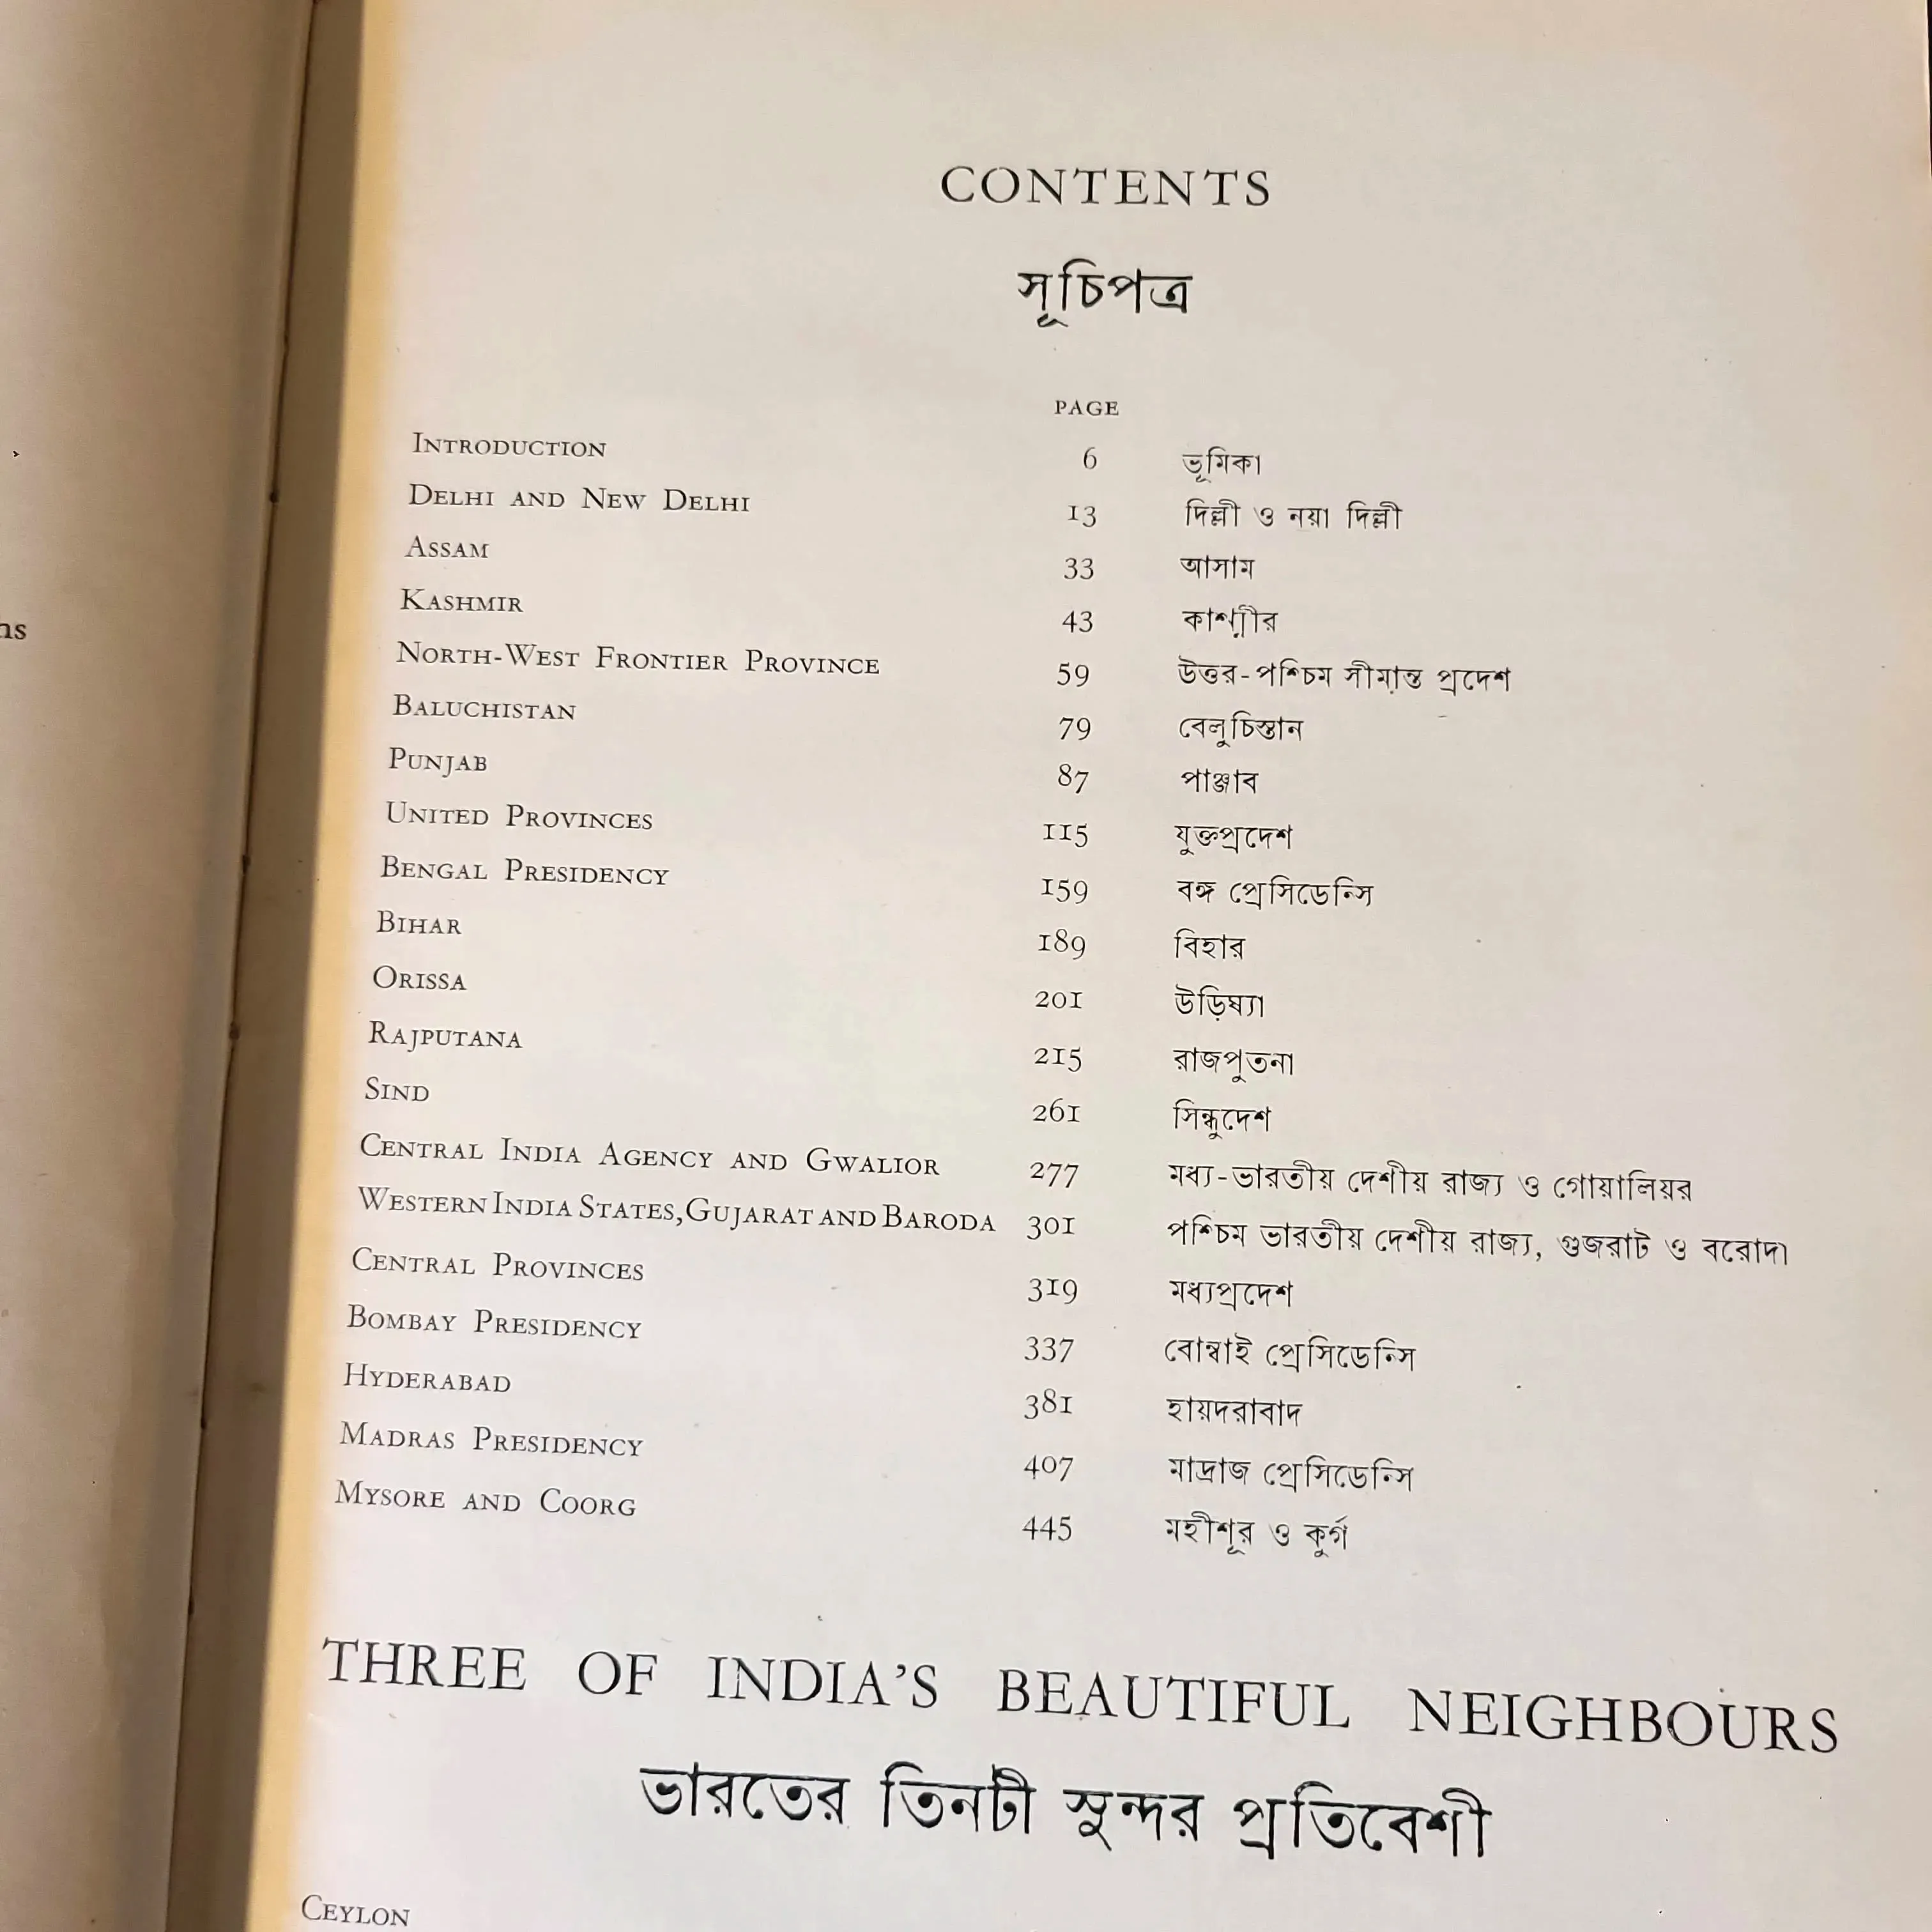 ns
CONTENTS
সূচিপত্র
PAGE
INTRODUCTION 6 ভূমিকা
DELHI AND NEW DELHI 13 দিল্লী ও নয়া দিল্লী
ASSAM 33 আসাম
KASHMIR 43 কাশ্মীর
NORTH-WEST FRONTIER PROVINCE 59 উত্তর-পশ্চিম সীমান্ত প্রদেশ
BALUCHISTAN 79 বেলুচিস্তান
PUNJAB 87 পাঞ্জাব
UNITED PROVINCES 115 যুক্তপ্রদেশ
BENGAL PRESIDENCY 159 বঙ্গ প্রেসিডেন্সি
BIHAR 189 বিহার
ORISSA 201 উড়িষ্যা
RAJPUTANA 215 রাজপুতনা
SIND 261 সিন্ধুদেশ
CENTRAL INDIA AGENCY AND GWALIOR 277 মধ্য-ভারতীয় দেশীয় রাজ্য ও গোয়ালিয়র
WESTERN INDIA STATES, GUJARAT AND BARODA 301 পশ্চিম ভারতীয় দেশীয় রাজ্য, গুজরাট ও বরোদা
CENTRAL PROVINCES 319 মধ্যপ্রদেশ
BOMBAY PRESIDENCY 337 বোম্বাই প্রেসিডেন্সি
HYDERABAD 381 হায়দরাবাদ
MADRAS PRESIDENCY 407 মাদ্রাজ প্রেসিডেন্সি
MYSORE AND COORG 445 মহীশূর ও কুর্গ
THREE OF INDIA'S BEAUTIFUL NEIGHBOURS
ভারতের তিনটী সুন্দর প্রতিবেশী
CEYLON